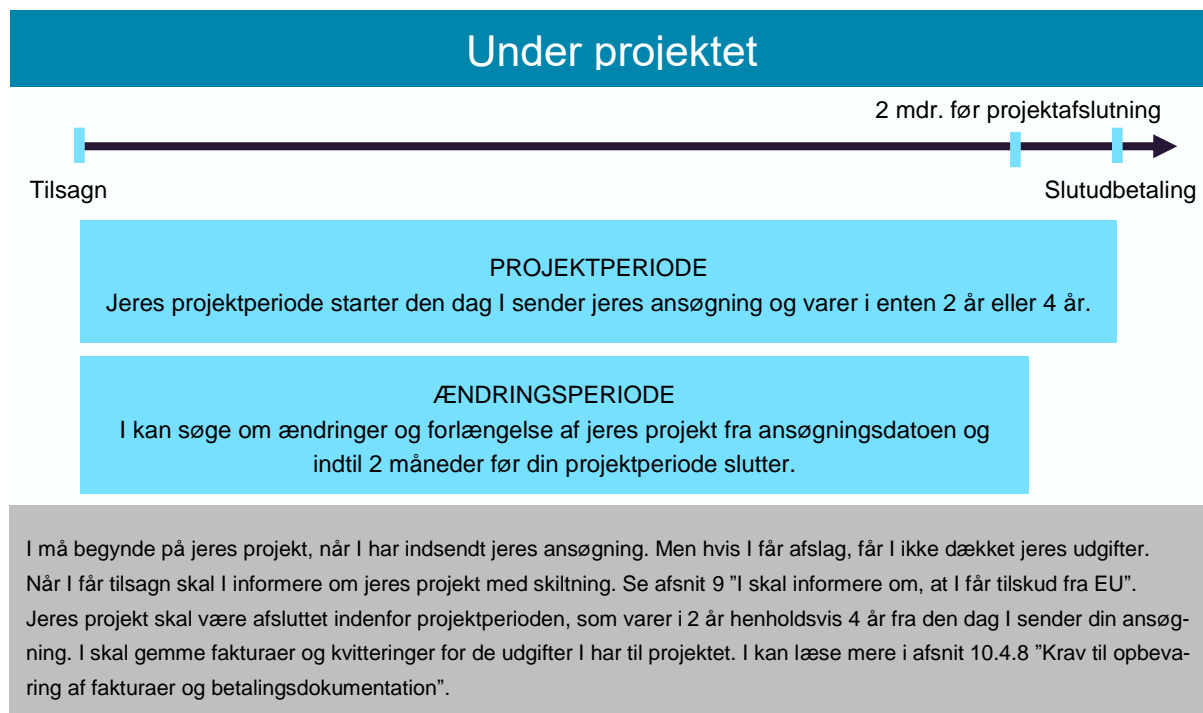 Under projektet
2 mdr. før projektafslutning
Tilsagn
Slutudbetaling
PROJEKTPERIODE
Jeres projektperiode starter den dag I sender jeres ansøgning og varer i enten 2 år eller 4 år.
ÆNDRINGSPERIODE
I kan søge om ændringer og forlængelse af jeres projekt fra ansøgningsdatoen og
indtil 2 måneder før din projektperiode slutter.
I må begynde på jeres projekt, når I har indsendt jeres ansøgning. Men hvis I får afslag, får I ikke dækket jeres udgifter.
Når I får tilsagn skal I informere om jeres projekt med skiltning. Se afsnit 9 ”I skal informere om, at I får tilskud fra EU”.
Jeres projekt skal være afsluttet indenfor projektperioden, som varer i 2 år henholdsvis 4 år fra den dag I sender din ansøg-
ning. I skal gemme fakturaer og kvitteringer for de udgifter I har til projektet. I kan læse mere i afsnit 10.4.8 ”Krav til opbeva-
ring af fakturaer og betalingsdokumentation”.